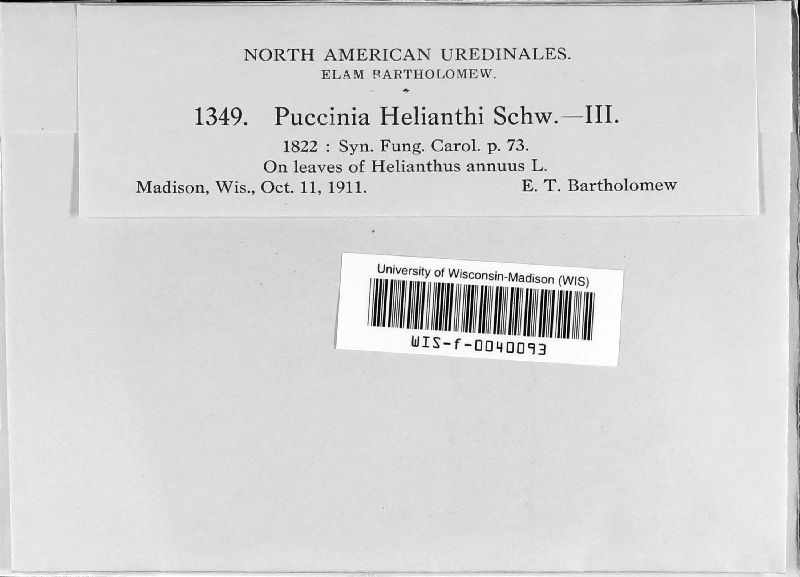 NORTH AMERICAN UREDINALES.
ELAM BARTHOLOMEW.
1349. Puccinia Helianthi Schw.—III.
1822 : Syn. Fung. Carol. p. 73.
On leaves of Helianthus annuus L.
Madison, Wis., Oct. 11, 1911. E. T. Bartholomew
University of Wisconsin-Madison (WIS)
WIS-f-0040093